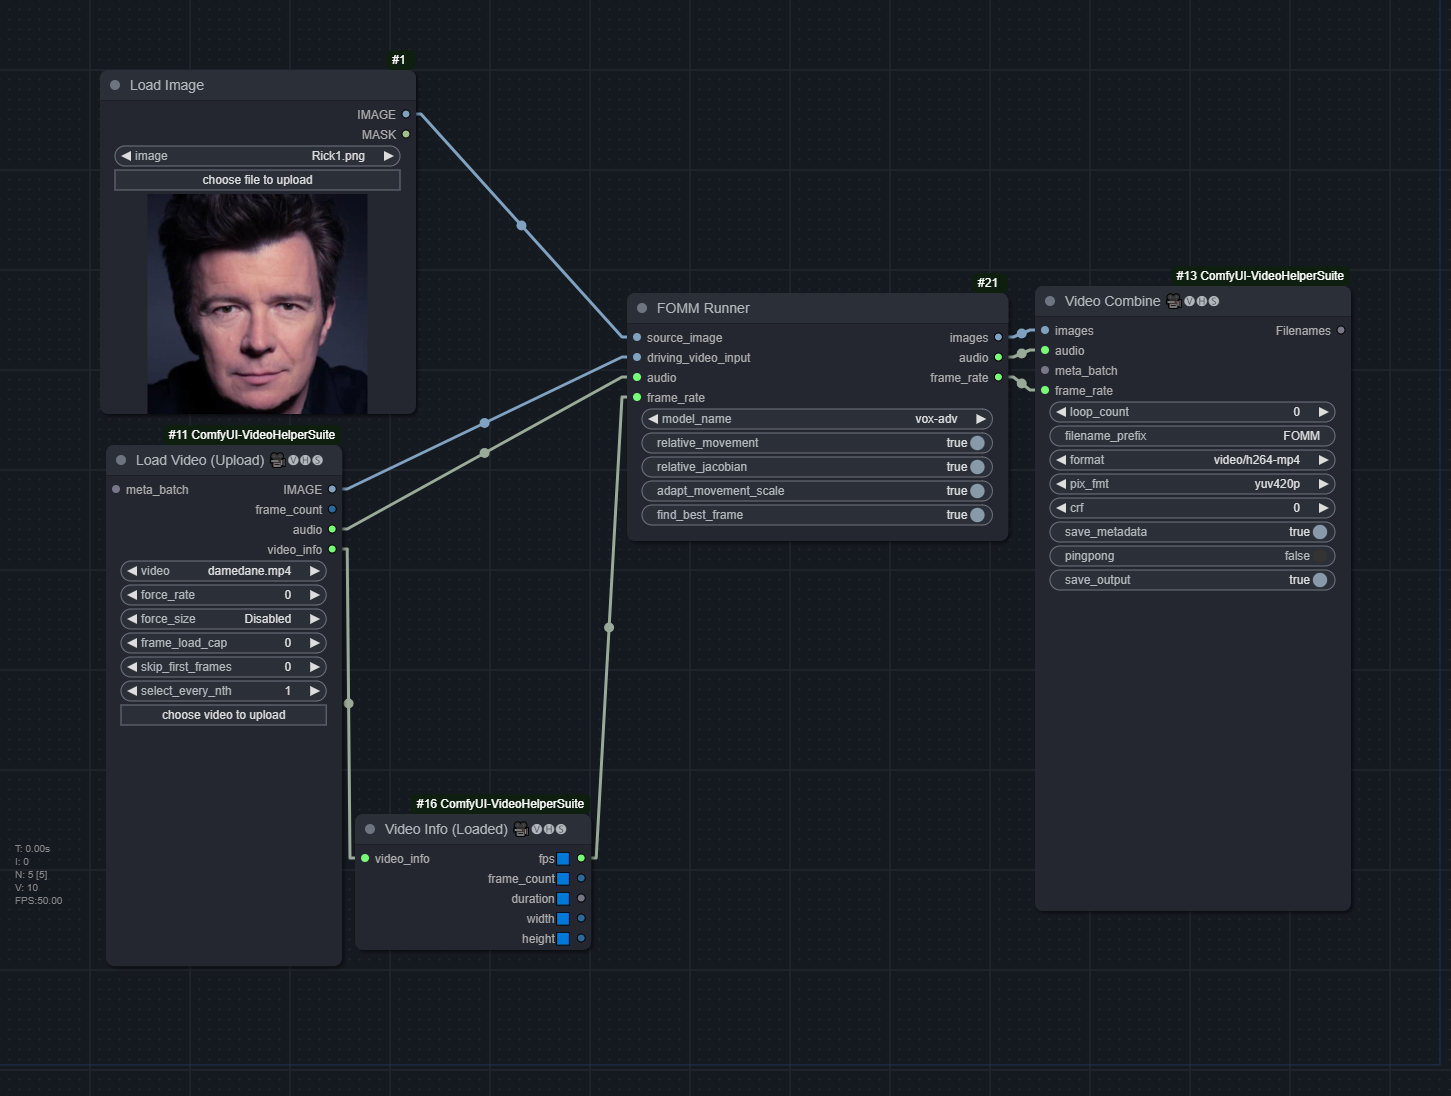 #1
Load Image
IMAGE
MASK
image Rick1.png
choose file to upload
#11 ComfyUI-VideoHelperSuite
Load Video (Upload) 🎥🅥🅗🅢
meta_batch IMAGE
frame_count
audio
video_info
video damedane.mp4
force_rate 0
force_size Disabled
frame_load_cap 0
skip_first_frames 0
select_every_nth 1
choose video to upload
#16 ComfyUI-VideoHelperSuite
Video Info (Loaded) 🎥🅥🅗🅢
video_info fps
frame_count
duration
width
height
#21
FOMM Runner
source_image images
driving_video_input audio
audio frame_rate
frame_rate
model_name vox-adv
relative_movement true
relative_jacobian true
adapt_movement_scale true
find_best_frame true
#13 ComfyUI-VideoHelperSuite
Video Combine 🎥🅥🅗🅢
images Filenames
audio
meta_batch
frame_rate
loop_count 0
filename_prefix FOMM
format video/h264-mp4
pix_fmt yuv420p
crf 0
save_metadata true
pingpong false
save_output true
T: 0.00s
I: 0
N: 5 [5]
V: 10
FPS:50.00